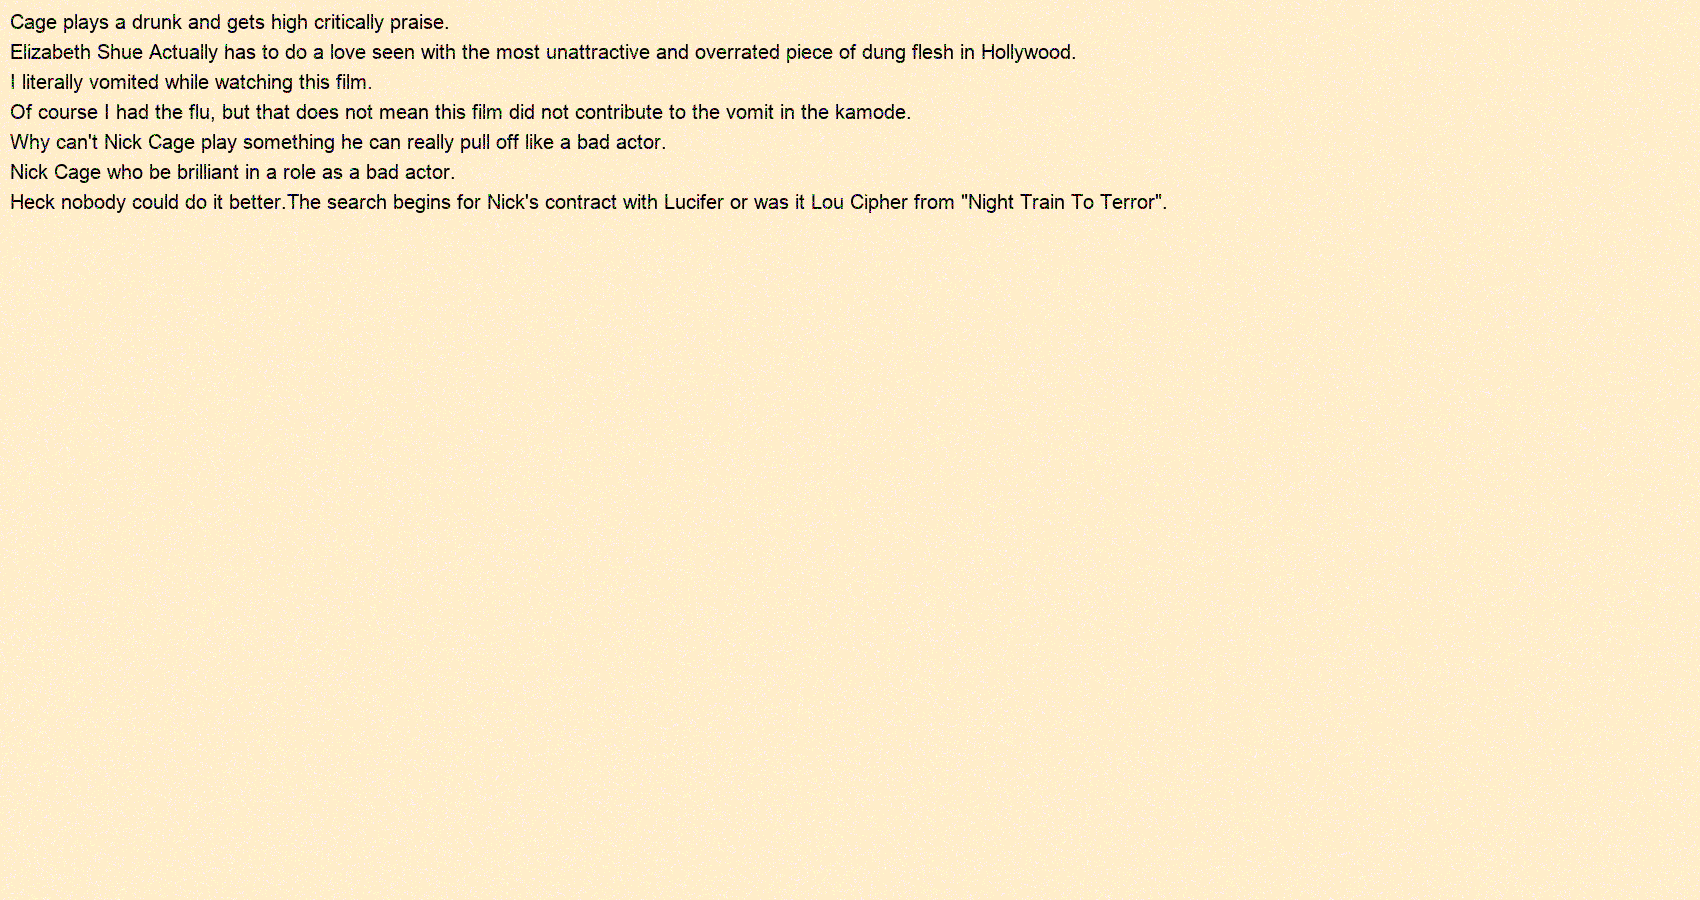 Cage plays a drunk and gets high critically praise.
Elizabeth Shue Actually has to do a love seen with the most unattractive and overrated piece of dung flesh in Hollywood.
I literally vomited while watching this film.
Of course I had the flu, but that does not mean this film did not contribute to the vomit in the kamode.
Why can't Nick Cage play something he can really pull off like a bad actor.
Nick Cage who be brilliant in a role as a bad actor.
Heck nobody could do it better.The search begins for Nick's contract with Lucifer or was it Lou Cipher from "Night Train To Terror".